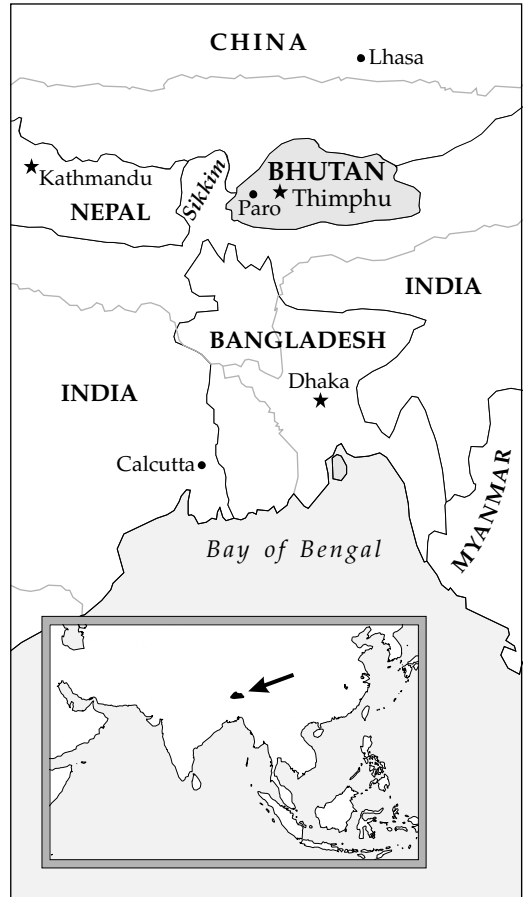 CHINA
Lhasa
Kathmandu
NEPAL
Sikkim
BHUTAN
Thimphu
Paro
INDIA
BANGLADESH
Dhaka
INDIA
Calcutta
MYANMAR
Bay of Bengal